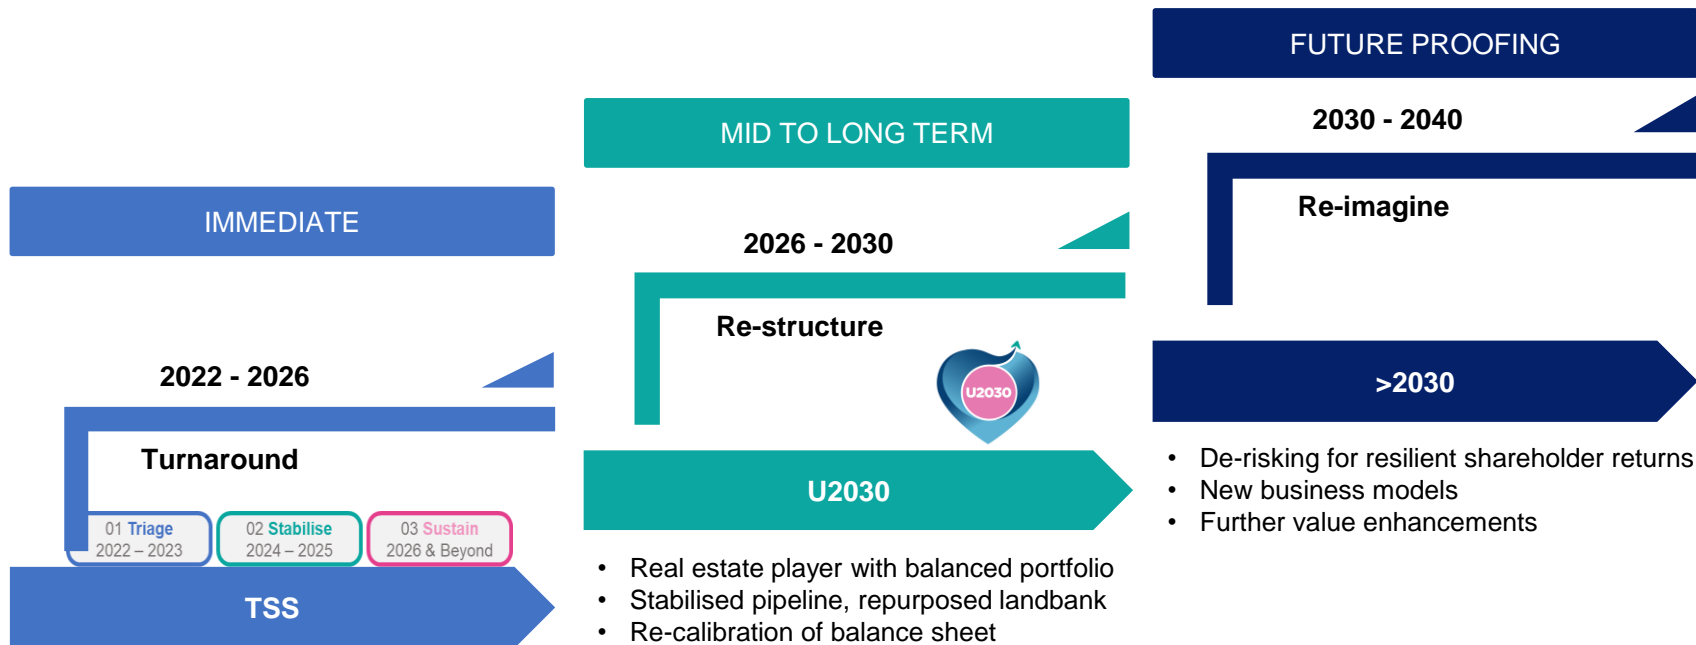 IMMEDIATE
2022 - 2026
Turnaround
01 Triage
2022 – 2023
02 Stabilise
2024 – 2025
03 Sustain
2026 & Beyond
TSS
MID TO LONG TERM
2026 - 2030
Re-structure
U2030
U2030
• Real estate player with balanced portfolio
• Stabilised pipeline, repurposed landbank
• Re-calibration of balance sheet
FUTURE PROOFING
2030 - 2040
Re-imagine
>2030
• De-risking for resilient shareholder returns
• New business models
• Further value enhancements